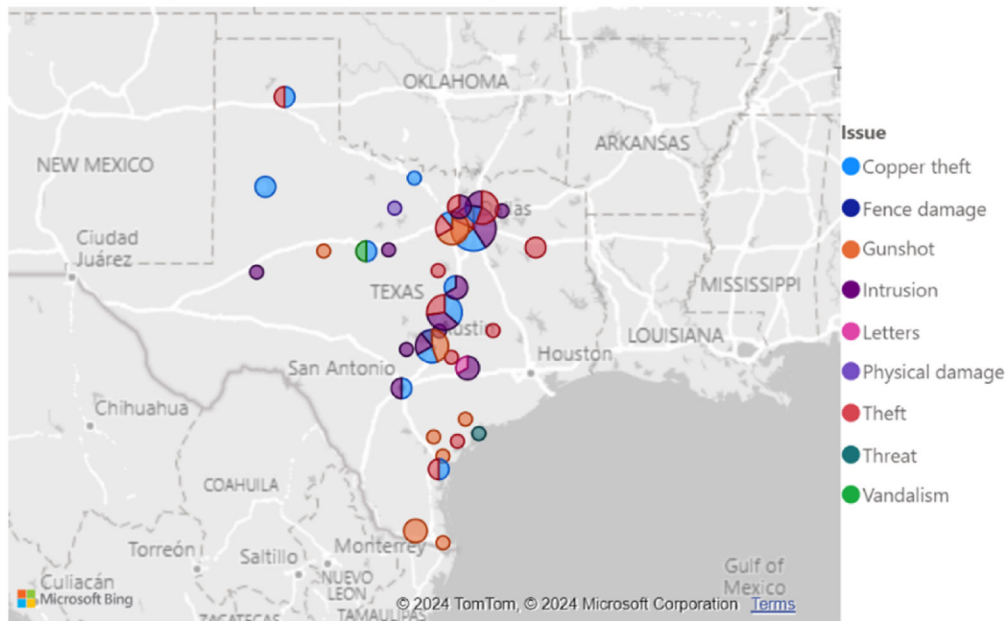 OKLAHOMA
ARKANSAS
NEW MEXICO
Ciudad
Juárez
TEXAS
MISSISSIPPI
LOUISIANA
San Antonio
Houston
Chihuahua
COAHUILA
Torreón
Saltillo
Monterrey
Culiacán
NUEVO
LEÓN
TAMAULIPAS
ZACATECAS
Gulf of
Mexico
Microsoft Bing
© 2024 TomTom, © 2024 Microsoft Corporation Terms
Issue
Copper theft
Fence damage
Gunshot
Intrusion
Letters
Physical damage
Theft
Threat
Vandalism